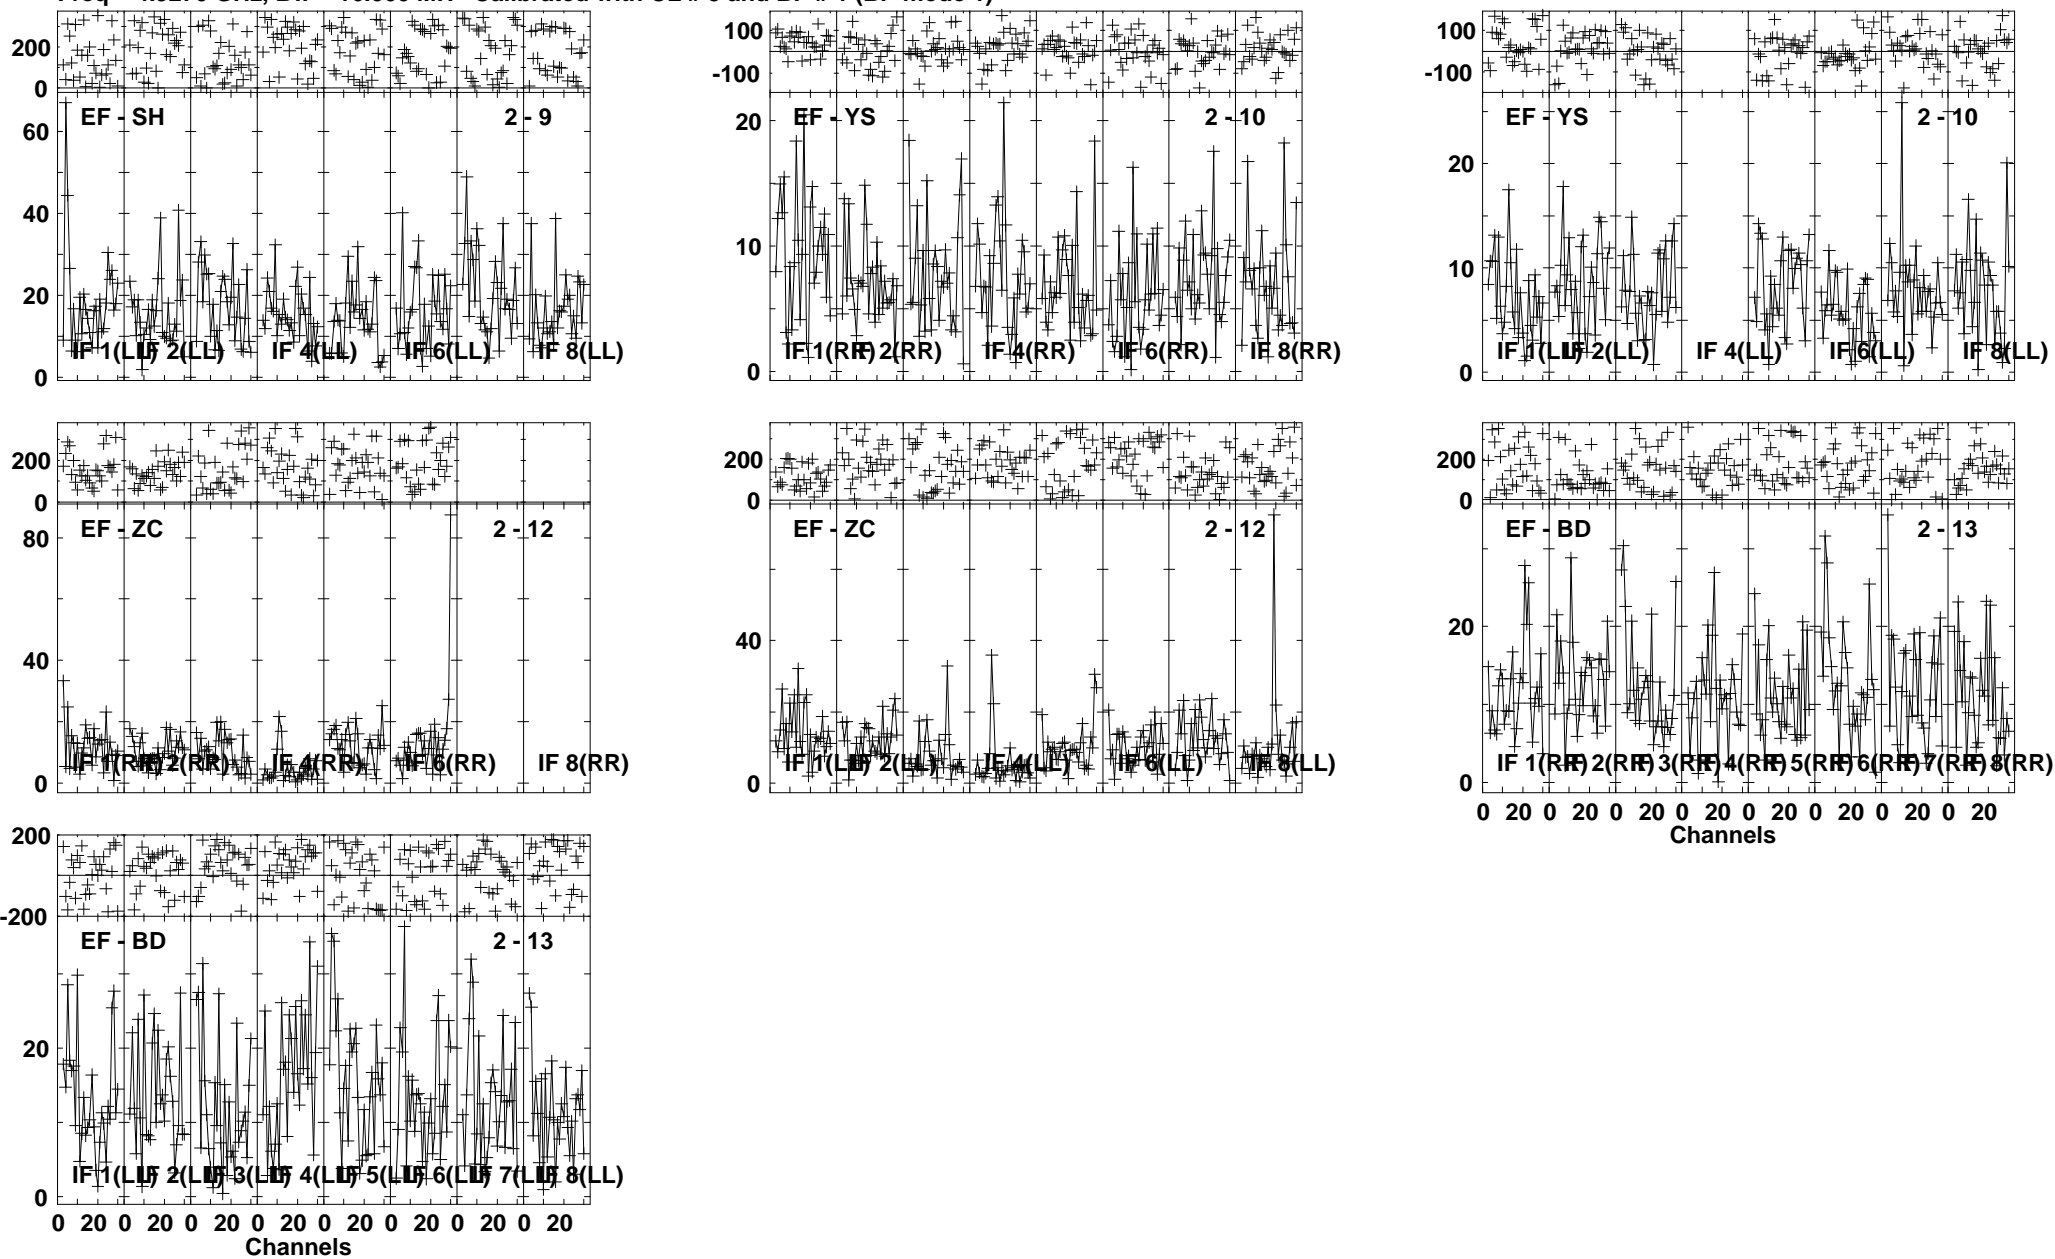 200
0
60
40
20
0
EF - SH
2 - 9
IF 1(LL)
IF 2(LL)
IF 4(LL)
IF 6(LL)
IF 8(LL)
100
-100
20
10
0
EF - YS
2 - 10
IF 1(RR)
IF 2(RR)
IF 4(RR)
IF 6(RR)
IF 8(RR)
100
-100
20
10
0
EF - YS
2 - 10
IF 1(LL)
IF 2(LL)
IF 4(LL)
IF 6(LL)
IF 8(LL)
200
0
80
40
0
EF - ZC
2 - 12
IF 1(RR)
IF 2(RR)
IF 4(RR)
IF 6(RR)
IF 8(RR)
200
0
40
0
EF - ZC
2 - 12
IF 1(LL)
IF 2(LL)
IF 4(LL)
IF 6(LL)
IF 8(LL)
200
0
20
0
EF - BD
2 - 13
IF 1(RR)
IF 2(RR)
IF 3(RR)
IF 4(RR)
IF 5(RR)
IF 6(RR)
IF 7(RR)
IF 8(RR)
0 20 0 20 0 20 0 20 0 20 0 20 0 20 0 20
Channels
200
-200
20
0
EF - BD
2 - 13
IF 1(LL)
IF 2(LL)
IF 3(LL)
IF 4(LL)
IF 5(LL)
IF 6(LL)
IF 7(LL)
IF 8(LL)
0 20 0 20 0 20 0 20 0 20 0 20 0 20 0 20
Channels